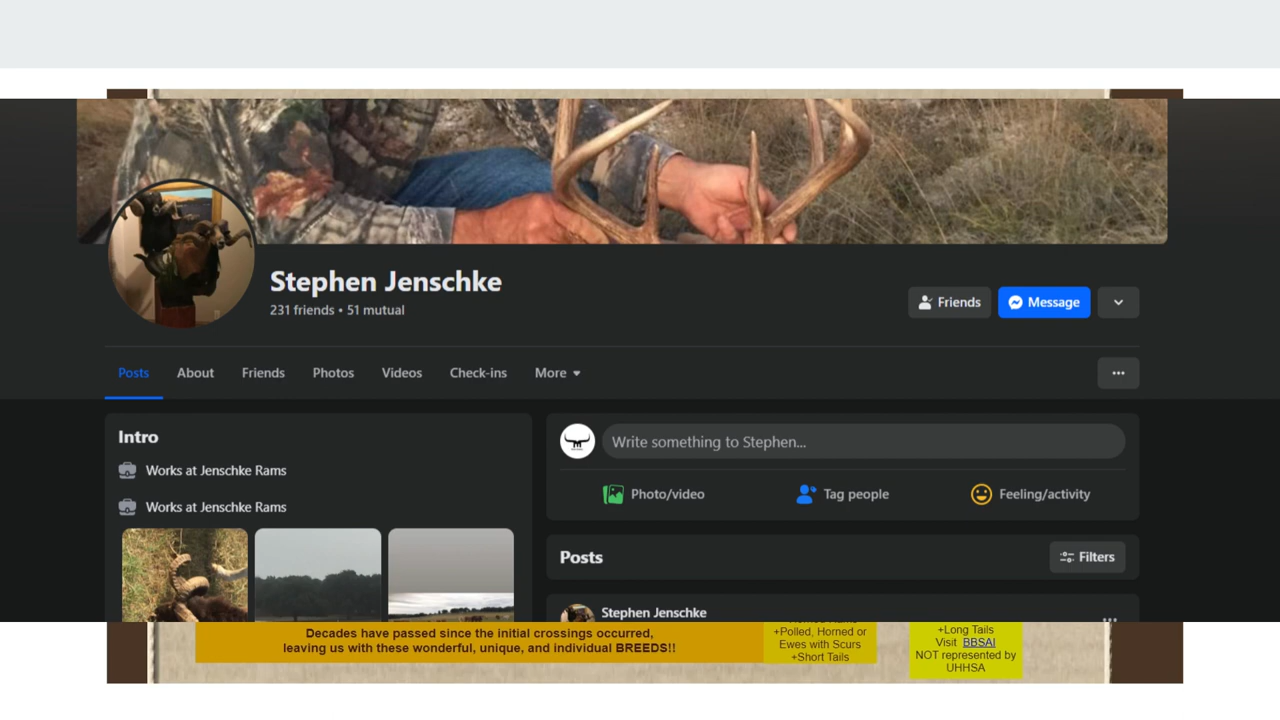 Stephen Jenschke
231 friends • 51 mutual
Friends
Message
Posts
About
Friends
Photos
Videos
Check-ins
More
Intro
Works at Jenschke Rams
Works at Jenschke Rams
Write something to Stephen...
Photo/video
Tag people
Feeling/activity
Posts
Filters
Stephen Jenschke
Decades have passed since the initial crossings occurred,
leaving us with these wonderful, unique, and individual BREEDS!!
+Polled, Horned or
Ewes with Scurs
+Short Tails
+Long Tails
Visit BBSAI
NOT represented by
UHHSA